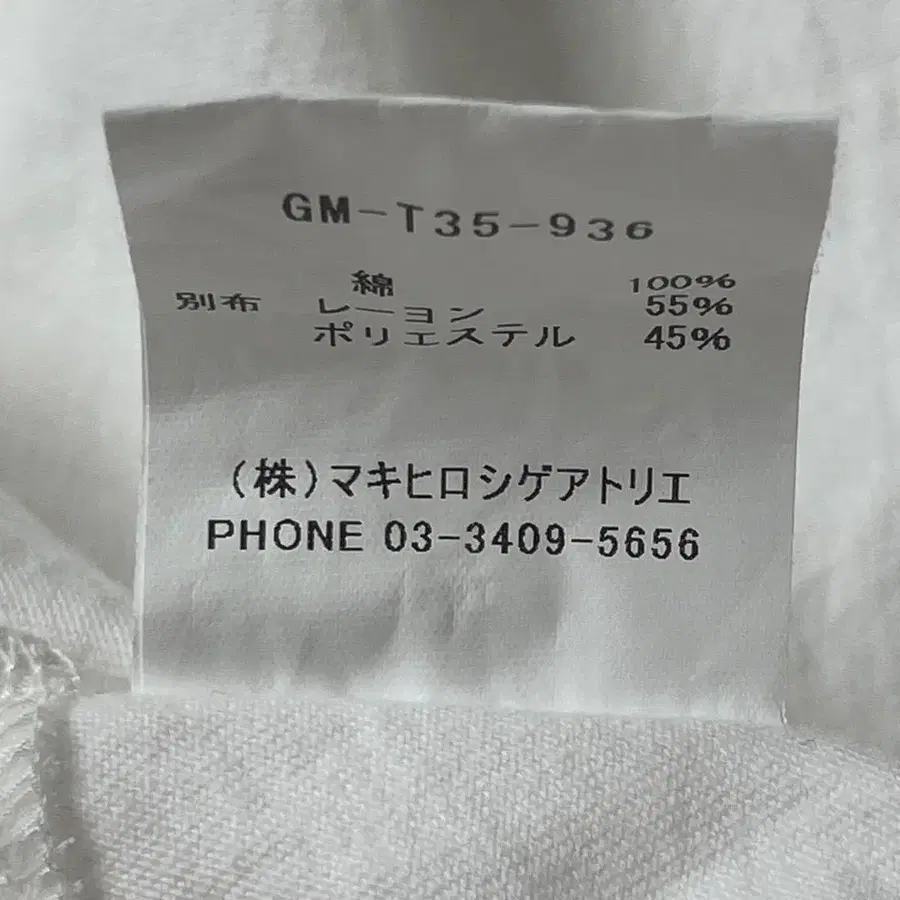 GM-T35-936
綿 100%
別布 レーヨン 55%
ポリエステル 45%
(株)マキヒロシゲアトリエ
PHONE 03-3409-5656